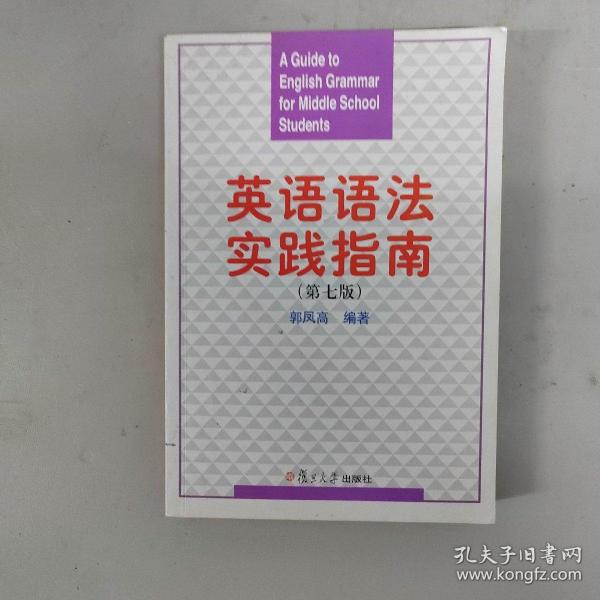 A Guide to
English Grammar
for Middle School
Students
英语语法
实践指南
（第七版）
郭凤高 编著
復旦大学出版社
孔夫子旧书网
www.kongfz.com